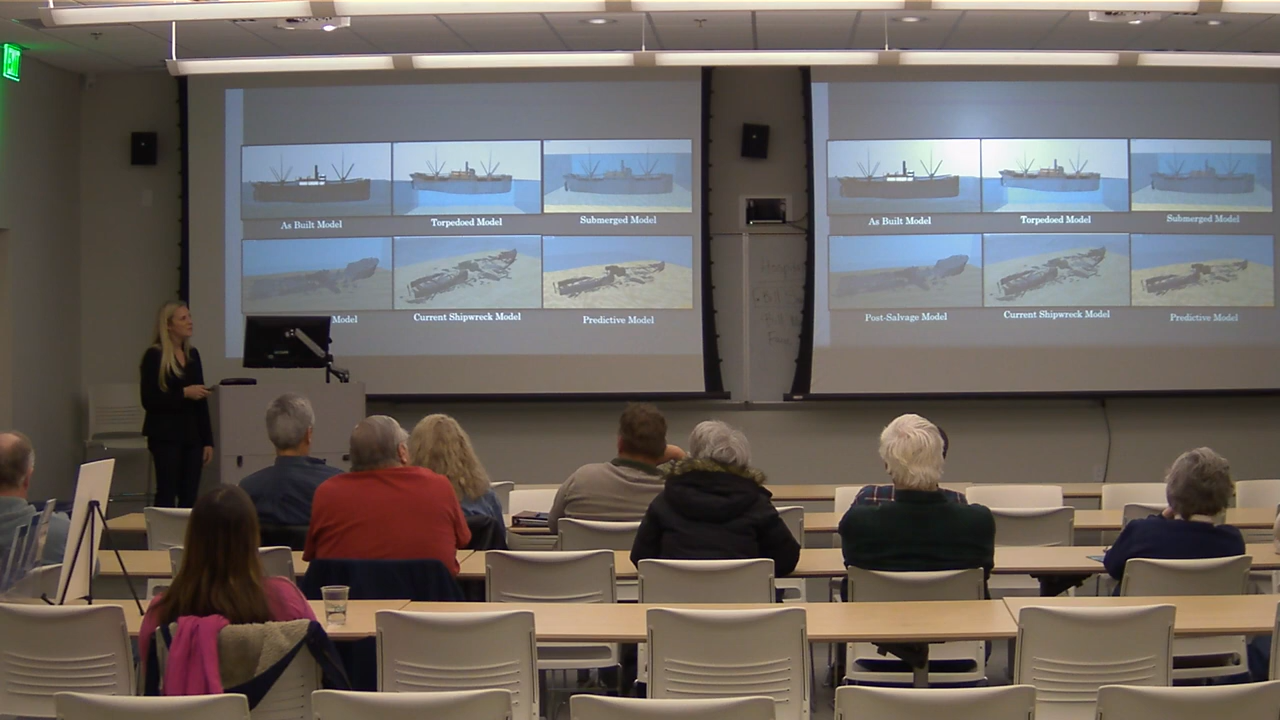 EXIT
As Built Model
Torpedoed Model
Submerged Model
Model
Current Shipwreck Model
Predictive Model
As Built Model
Torpedoed Model
Submerged Model
Post-Salvage Model
Current Shipwreck Model
Predictive Model